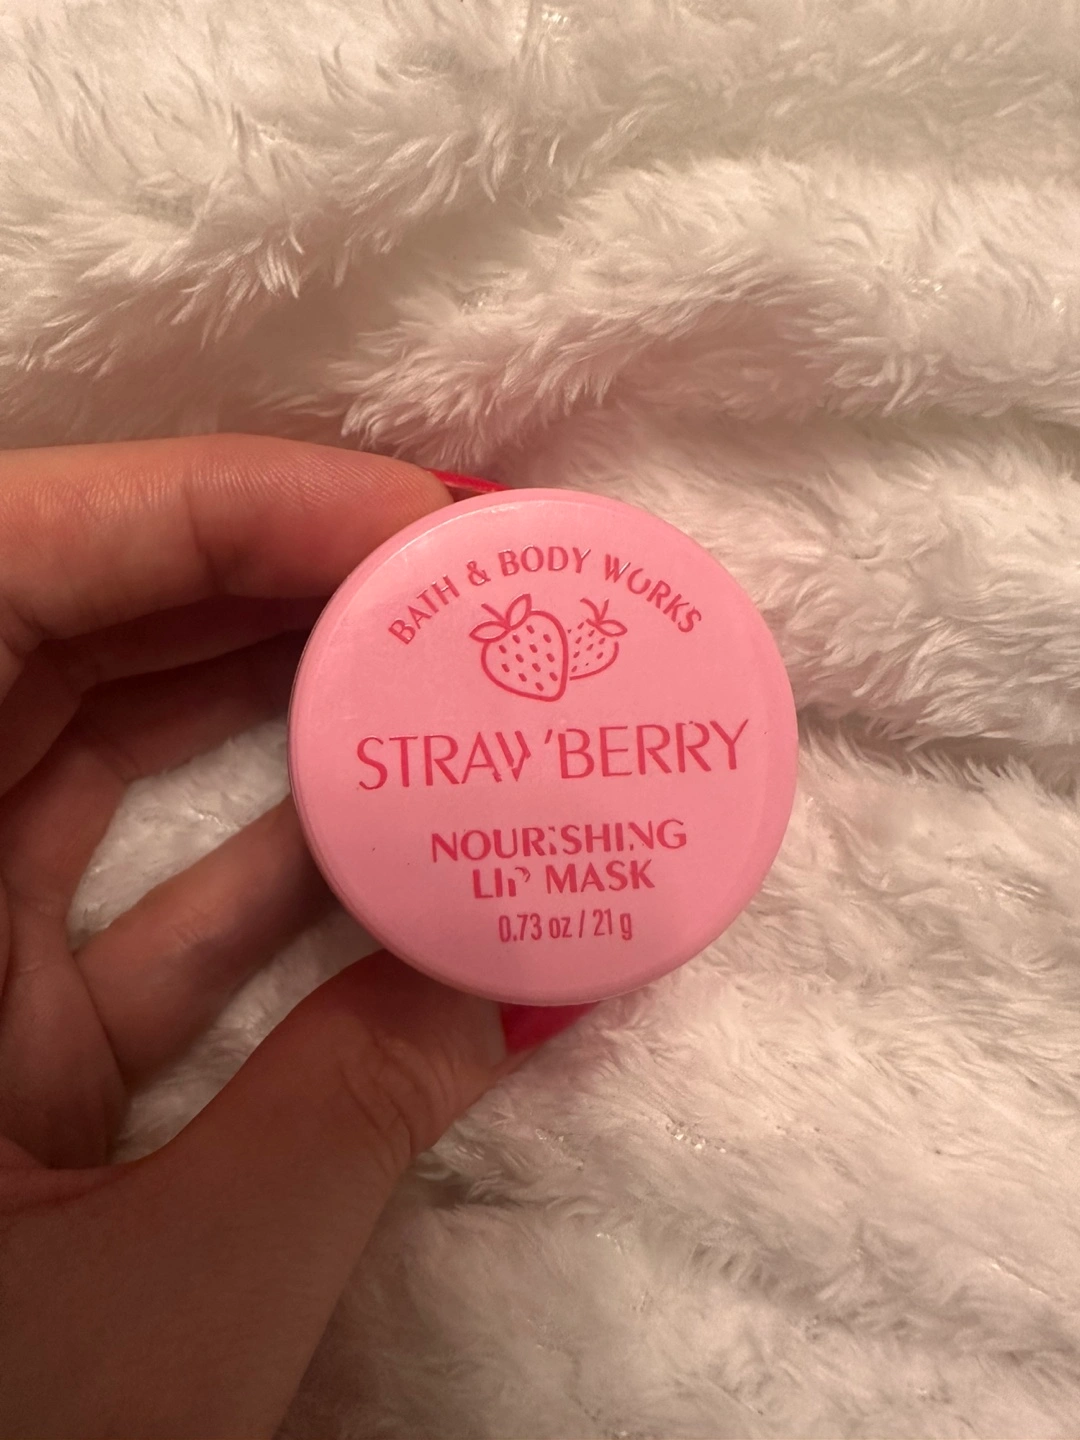 BATH & BODY WORKS
STRAWBERRY
NOURISHING
LIP MASK
0.73 oz / 21 g